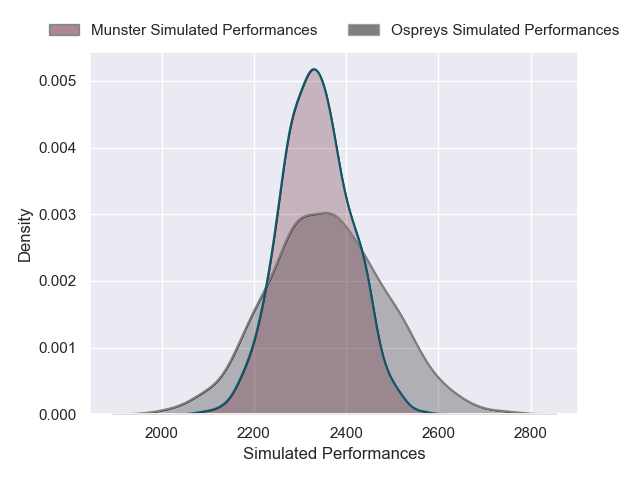 Munster Simulated Performances Ospreys Simulated Performances
0.005
0.004
0.003
0.002
0.001
0.000
Density
2000 2200 2400 2600 2800
Simulated Performances